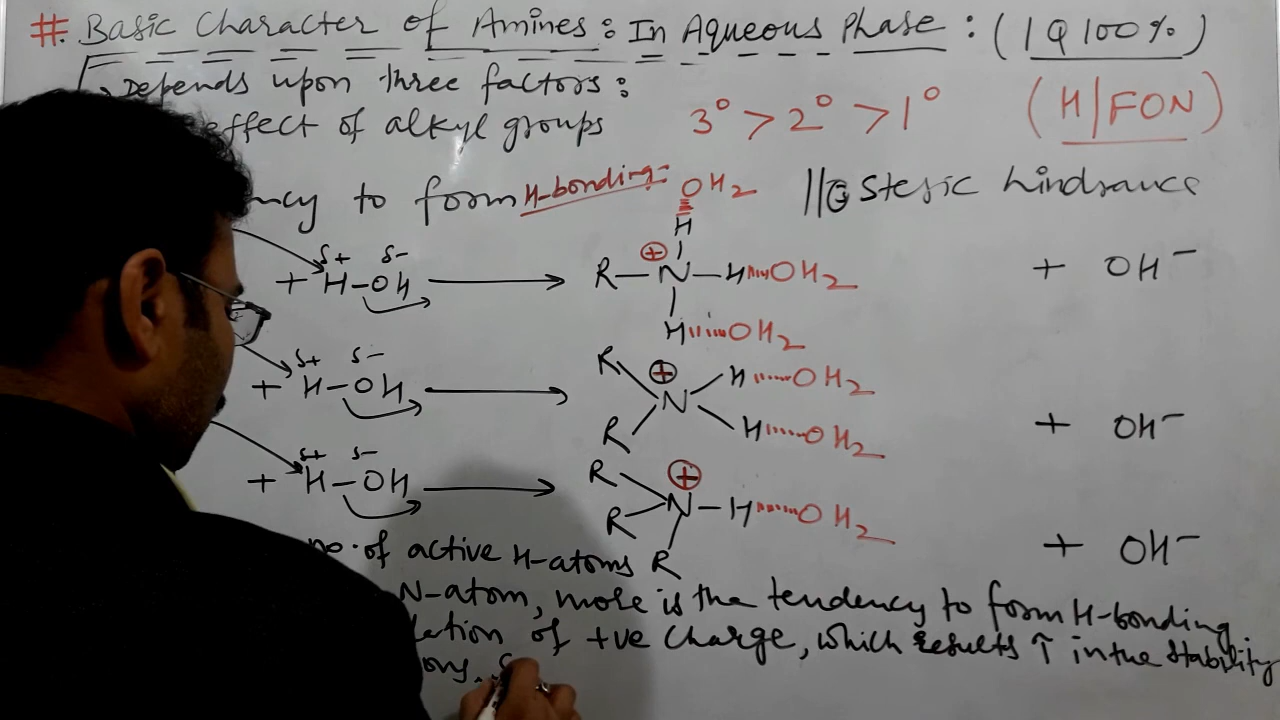 #. Basic Character of Amines: In Aqueous Phase: (1Q 100%)
Depends upon three factors:
effect of alkyl groups 3° > 2° > 1° (H/FON)
to form H-bonding: OH2 || Steric hindrance
H
δ+ δ- ⊕
+ H-OH ⟶ R-N-H OH2 + OH⁻
H OH2
δ+ δ- R ⊕ H OH2
+ H-OH ⟶ N + OH⁻
R H OH2
δ+ δ- R ⊕
+ H-OH ⟶ R N-H OH2 + OH⁻
no. of active H-atoms R
N-atom, more is the tendency to form H-bonding
of +ve charge, which results ↑ in the stability